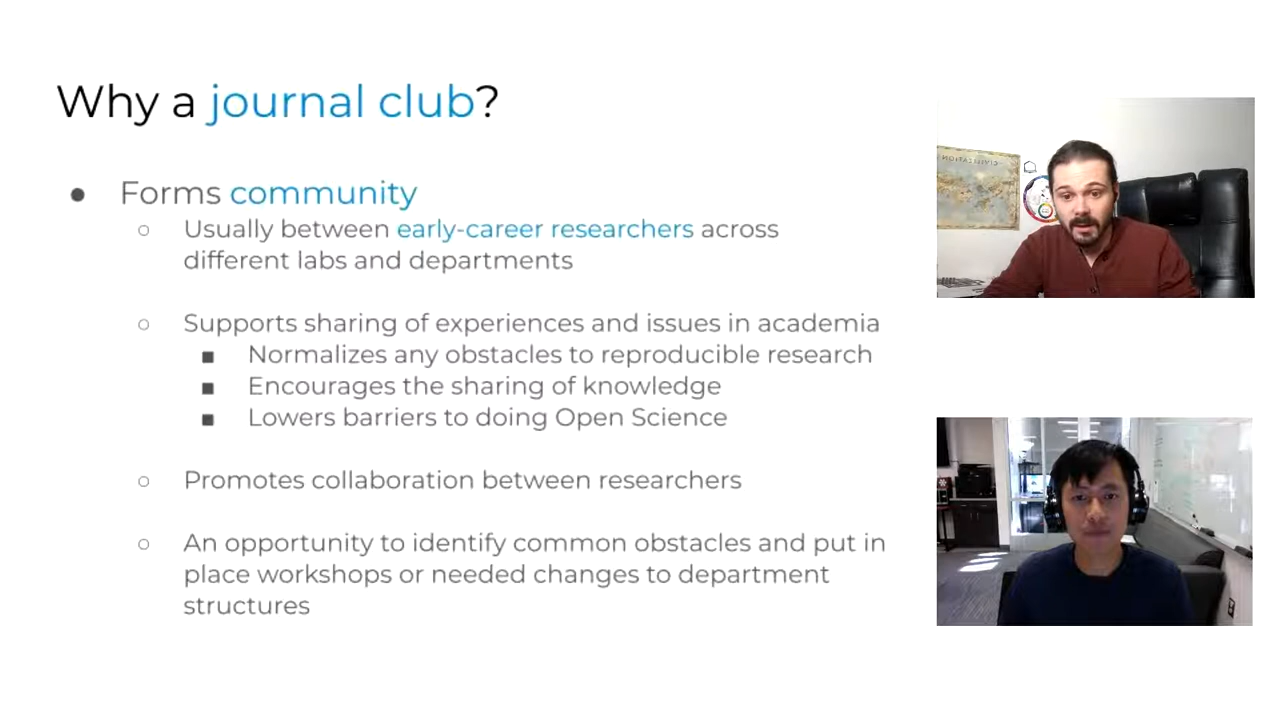 Why a journal club?
● Forms community
○ Usually between early-career researchers across
different labs and departments
○ Supports sharing of experiences and issues in academia
■ Normalizes any obstacles to reproducible research
■ Encourages the sharing of knowledge
■ Lowers barriers to doing Open Science
○ Promotes collaboration between researchers
○ An opportunity to identify common obstacles and put in
place workshops or needed changes to department
structures
CIVILIZATION